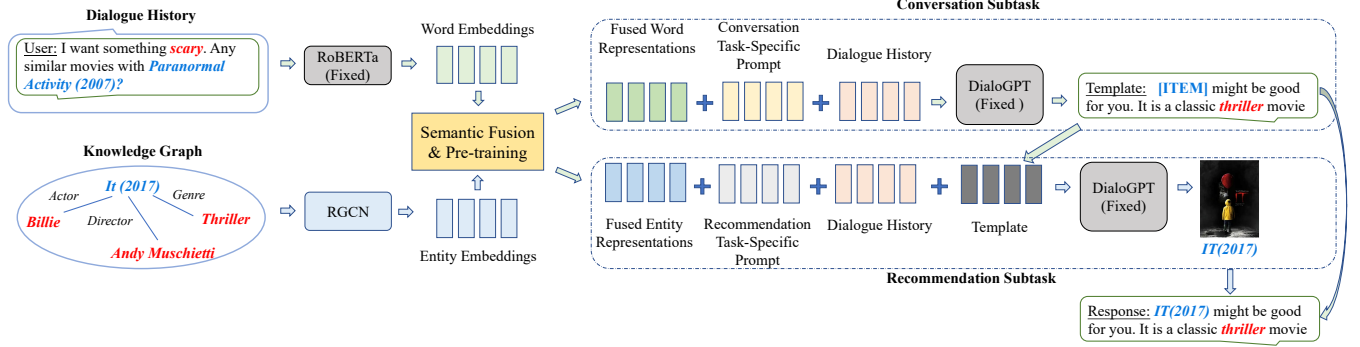 Dialogue History
User: I want something scary. Any
similar movies with Paranormal
Activity (2007)?
RoBERTa
(Fixed)
Word Embeddings
Knowledge Graph
It (2017)
Actor
Genre
Billie
Director
Thriller
Andy Muschietti
RGCN
Entity Embeddings
Semantic Fusion
& Pre-training
Conversation Subtask
Fused Word
Representations
Conversation
Task-Specific
Prompt
Dialogue History
DialoGPT
(Fixed )
Template: [ITEM] might be good
for you. It is a classic thriller movie
Fused Entity
Representations
Recommendation
Task-Specific
Prompt
Dialogue History
Template
DialoGPT
(Fixed)
IT(2017)
Recommendation Subtask
Response: IT(2017) might be good
for you. It is a classic thriller movie